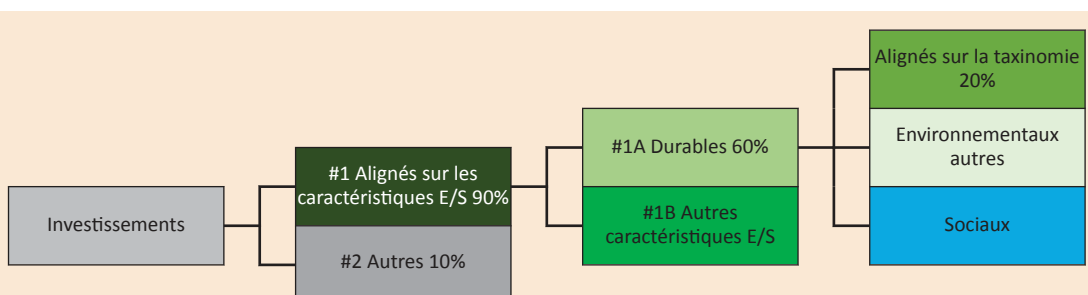 Investissements
#1 Alignés sur les
caractéristiques E/S 90%
#2 Autres 10%
#1A Durables 60%
#1B Autres
caractéristiques E/S
Alignés sur la taxinomie
20%
Environnementaux
autres
Sociaux